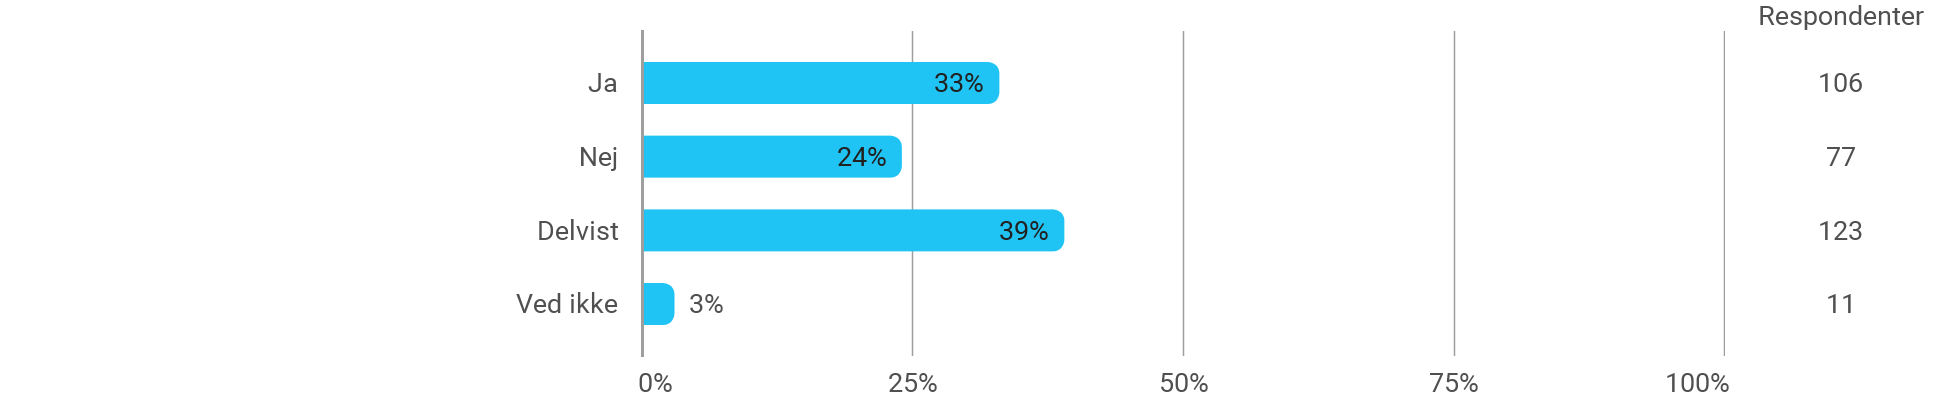 Respondenter
Ja 33% 106
Nej 24% 77
Delvist 39% 123
Ved ikke 3% 11
0% 25% 50% 75% 100%